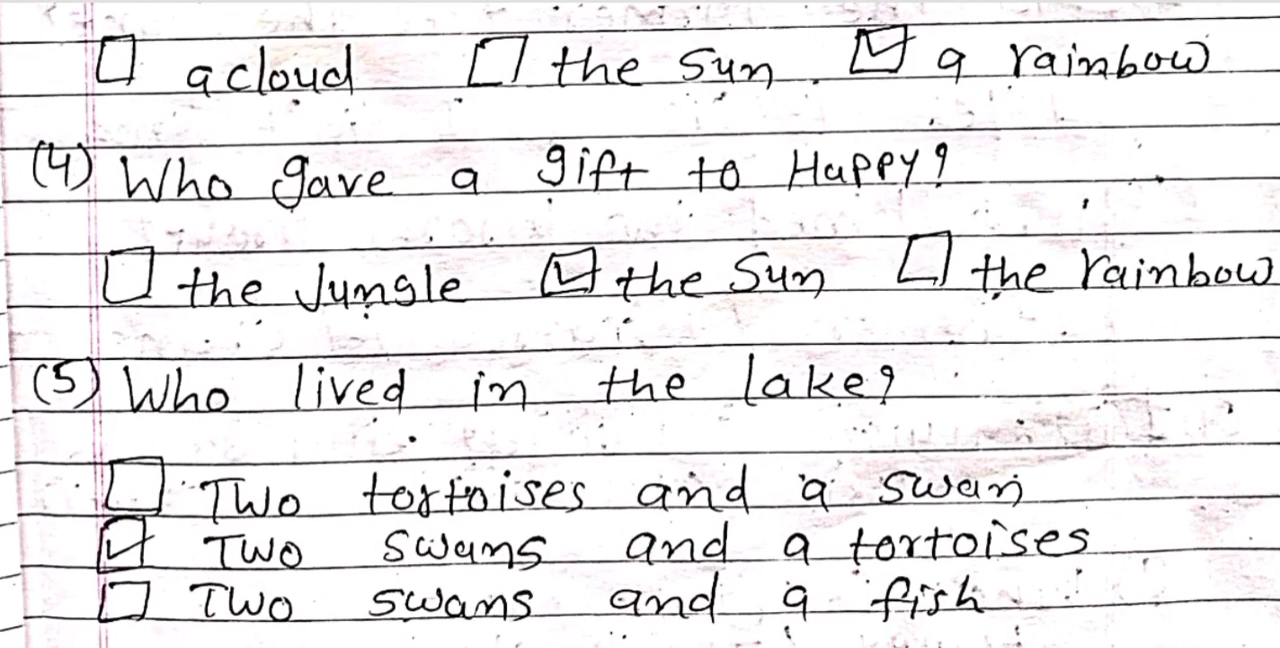 ☐ a cloud ☐ the Sun. ☑ a rainbow
(4) Who gave a gift to Happy?
☐ the Jungle ☑ the Sun ☐ the rainbow
(5) Who lived in the lake?
☐ Two tortoises and a swan
☑ Two swans and a tortoises
☐ Two swans and a fish